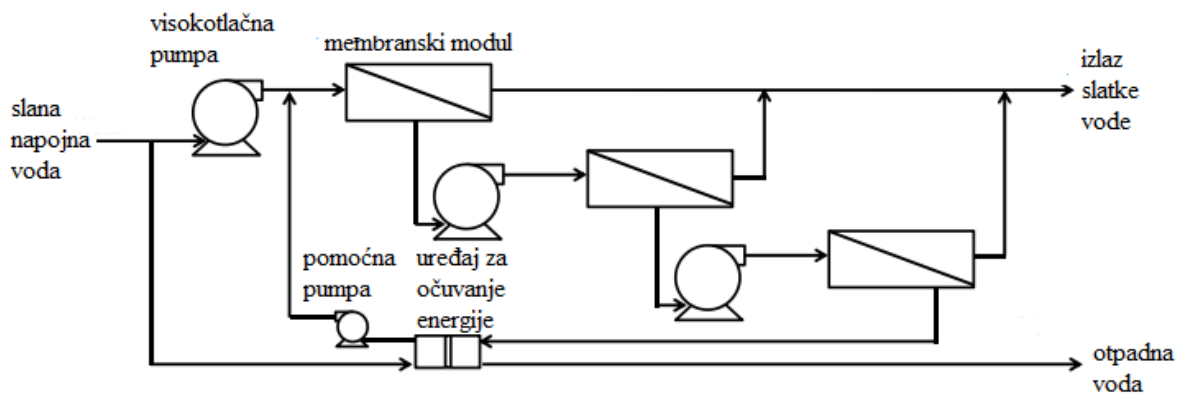 visokotlačna
pumpa
membranski modul
izlaz
slatke
vode
slana
napojna
voda
pomoćna
pumpa
uređaj za
očuvanje
energije
otpadna
voda